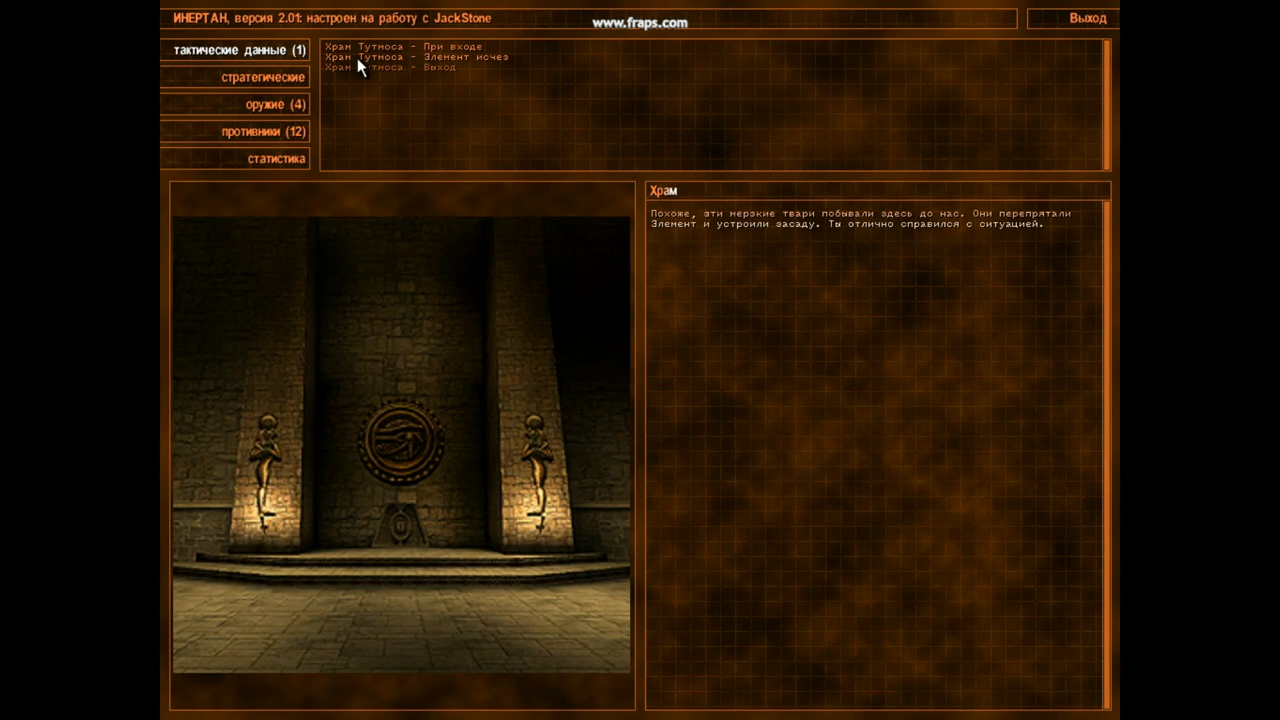 ИНЕРТАН, версия 2.01: настроен на работу с JackStone
www.fraps.com
Выход
тактические данные (1)
стратегические
оружие (4)
противники (12)
статистика
Храм Тутмоса - При входе
Храм Тутмоса - Элемент исчез
Храм тмоса - Выход
Храм
Похоже, эти мерзкие твари побывали здесь до нас. Они перепрятали
Элемент и устроили засаду. Ты отлично справился с ситуацией.